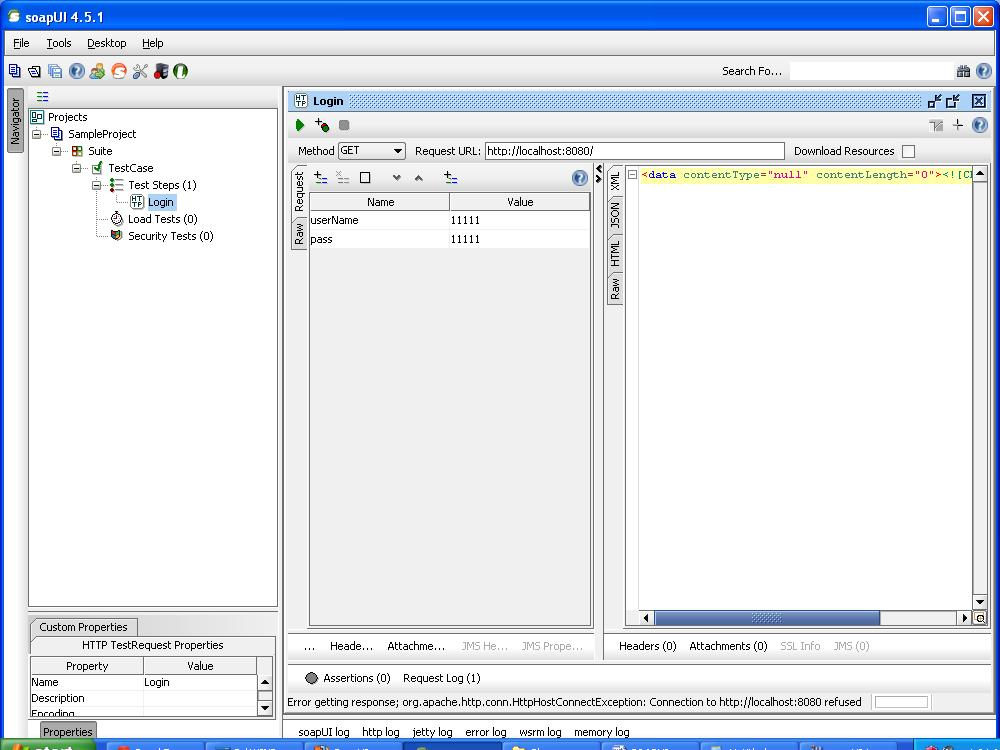 soapUI 4.5.1
File Tools Desktop Help
Search Fo...
Navigator
Projects
SampleProject
Suite
TestCase
Test Steps (1)
Login
Load Tests (0)
Security Tests (0)
Custom Properties
HTTP TestRequest Properties
Property Value
Name Login
Description
Encoding
Properties
HTTP Login
Method GET Request URL: http://localhost:8080/ Download Resources
Request
Raw
Name Value
userName 11111
pass 11111
... Heade... Attachme... JMS He... JMS Prope...
XML
JSON
HTML
Raw
<data contentType="null" contentLength="0"><![C
Headers (0) Attachments (0) SSL Info JMS (0)
Assertions (0) Request Log (1)
Error getting response; org.apache.http.conn.HttpHostConnectException: Connection to http://localhost:8080 refused
soapUI log http log jetty log error log wsrm log memory log
start